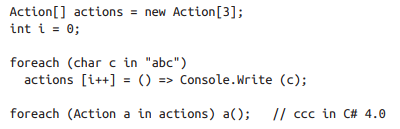 Action[] actions = new Action[3];
int i = 0;
foreach (char c in "abc")
actions [i++] = () => Console.Write (c);
foreach (Action a in actions) a();   // ccc in C# 4.0